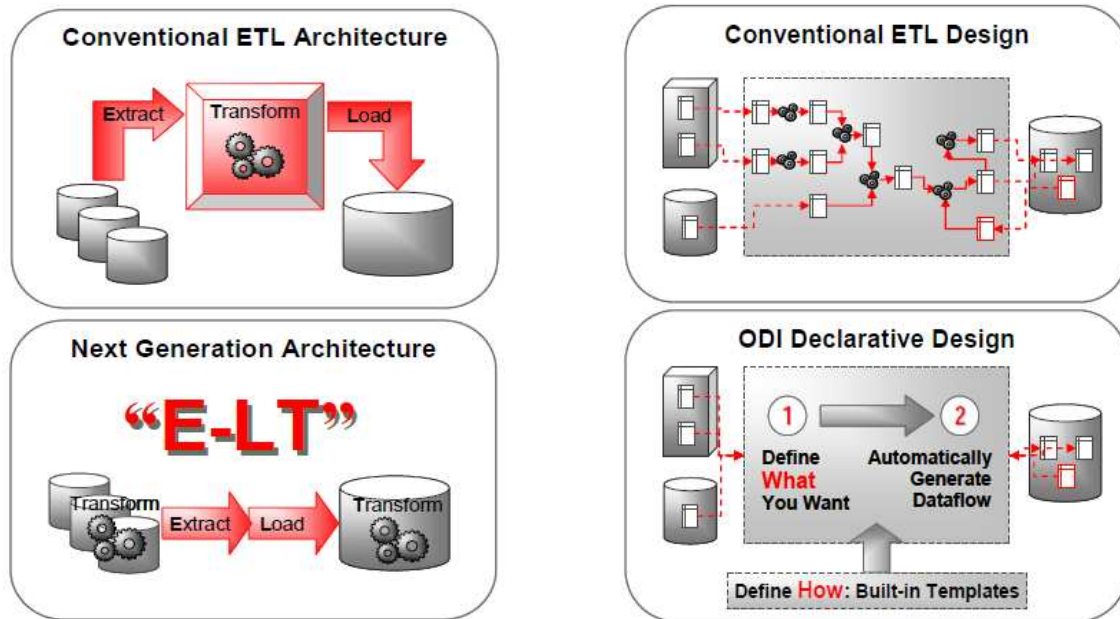 Conventional ETL Architecture
Extract
Transform
Load
Conventional ETL Design
Next Generation Architecture
“E-LT”
Transform
Extract
Load
Transform
ODI Declarative Design
1
2
Define
What
You Want
Automatically
Generate
Dataflow
Define How: Built-in Templates